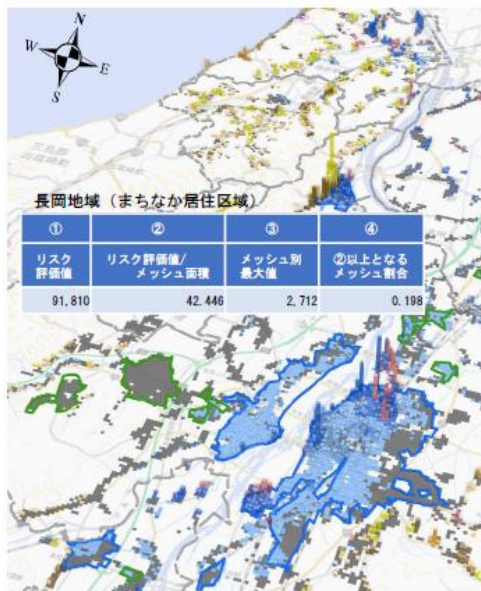 N
W
E
S
長岡地域(まちなか居住区域)
① ② ③ ④
リスク評価値 リスク評価値/メッシュ面積 メッシュ別最大値 ②以上となるメッシュ割合
91,810 42.446 2,712 0.198